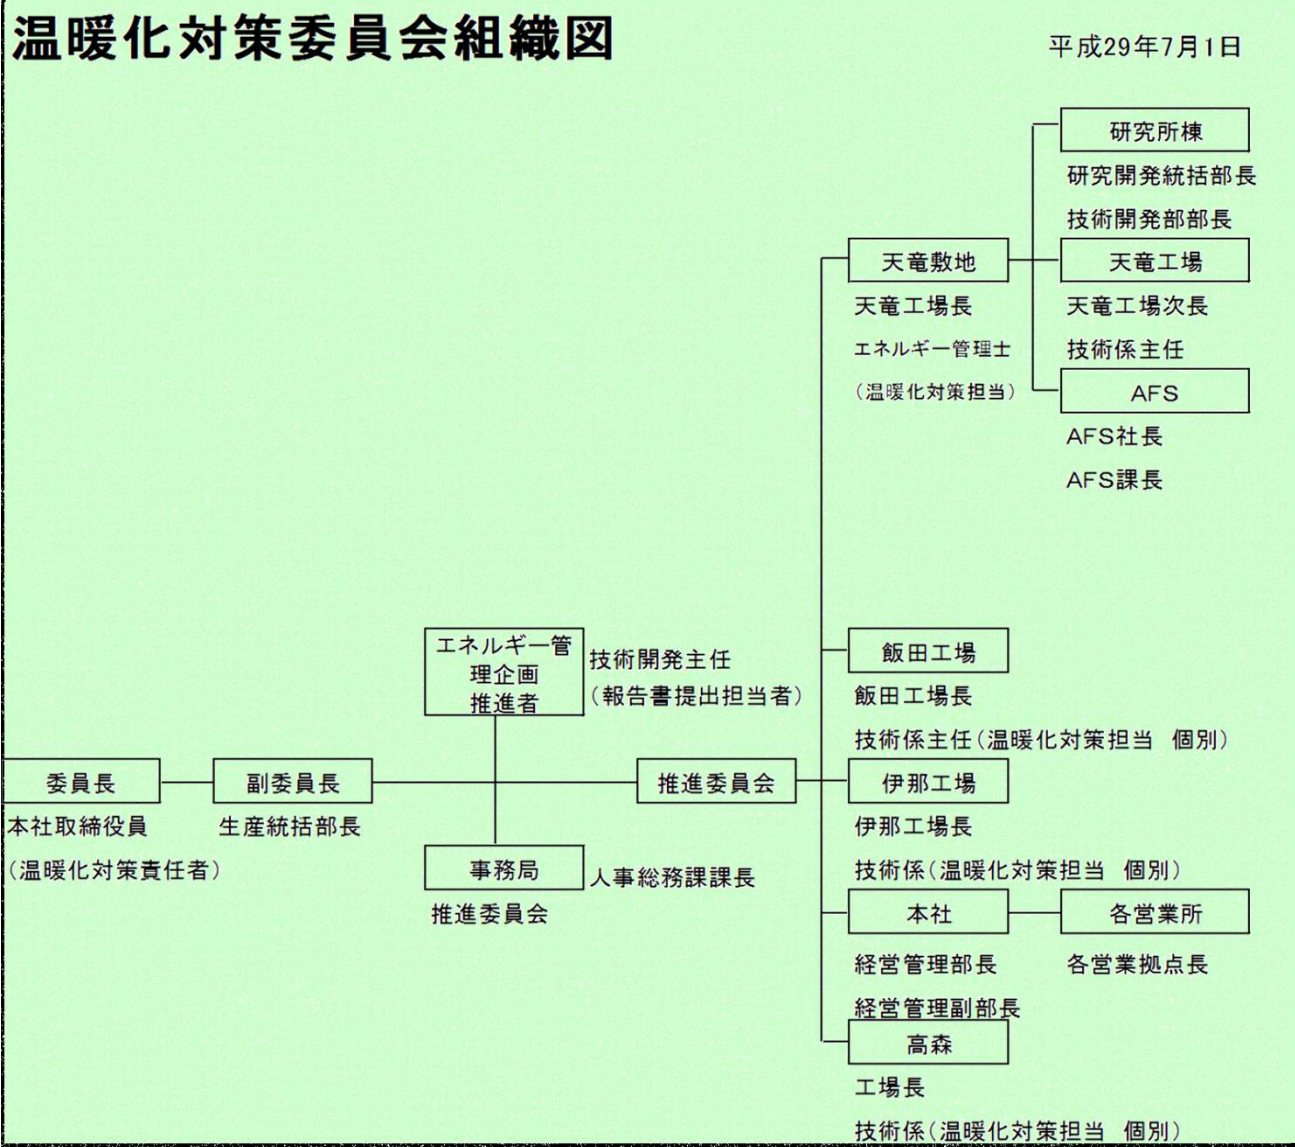 温暖化対策委員会組織図
平成29年7月1日
研究所棟
研究開発統括部長
技術開発部部長
天竜敷地
天竜工場
天竜工場長
天竜工場次長
エネルギー管理士
技術係主任
（温暖化対策担当）
AFS
AFS社長
AFS課長
エネルギー管
理企画
推進者
技術開発主任
（報告書提出担当者）
飯田工場
飯田工場長
技術係主任（温暖化対策担当　個別）
委員長
副委員長
推進委員会
伊那工場
本社取締役員
生産統括部長
伊那工場長
（温暖化対策責任者）
事務局
人事総務課課長
技術係（温暖化対策担当　個別）
推進委員会
本社
各営業所
経営管理部長
各営業拠点長
経営管理副部長
高森
工場長
技術係（温暖化対策担当　個別）